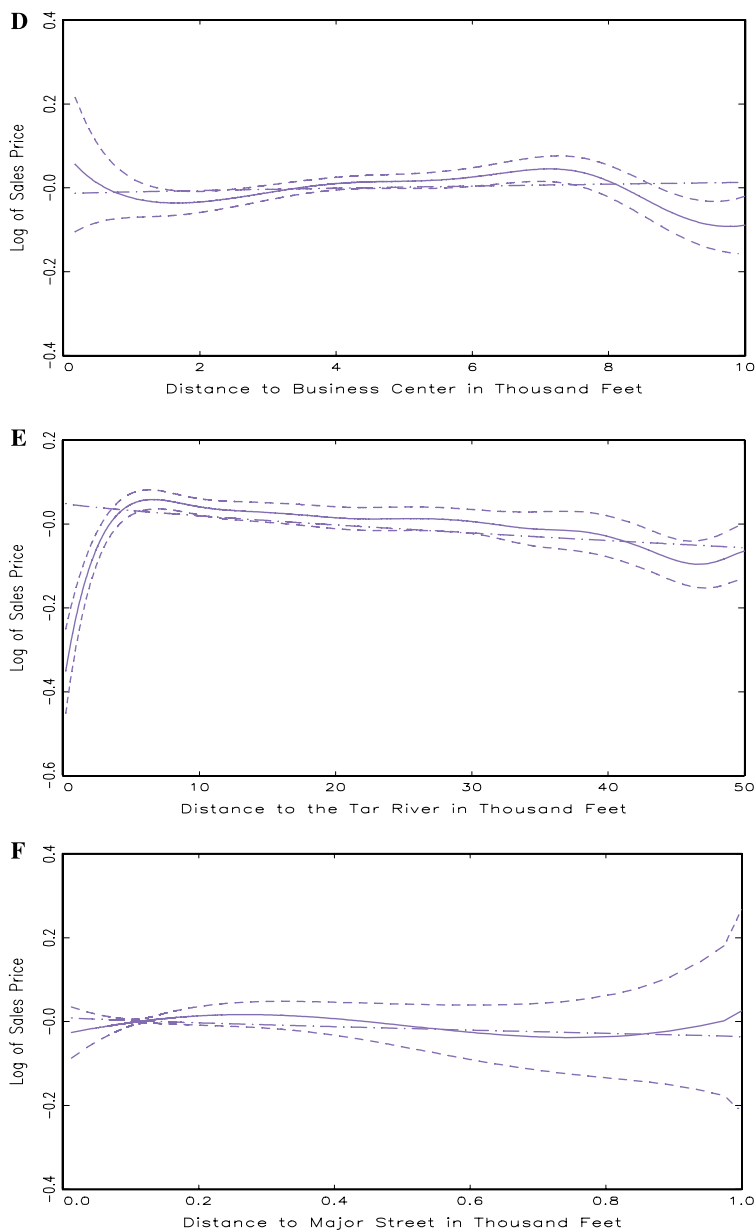 D
Log of Sales Price
0.4
0.2
-0.0
-0.2
-0.4
0 2 4 6 8 10
Distance to Business Center in Thousand Feet
E
Log of Sales Price
0.2
-0.0
-0.2
-0.4
-0.6
0 10 20 30 40 50
Distance to the Tar River in Thousand Feet
F
Log of Sales Price
0.4
0.2
-0.0
-0.2
-0.4
0.0 0.2 0.4 0.6 0.8 1.0
Distance to Major Street in Thousand Feet